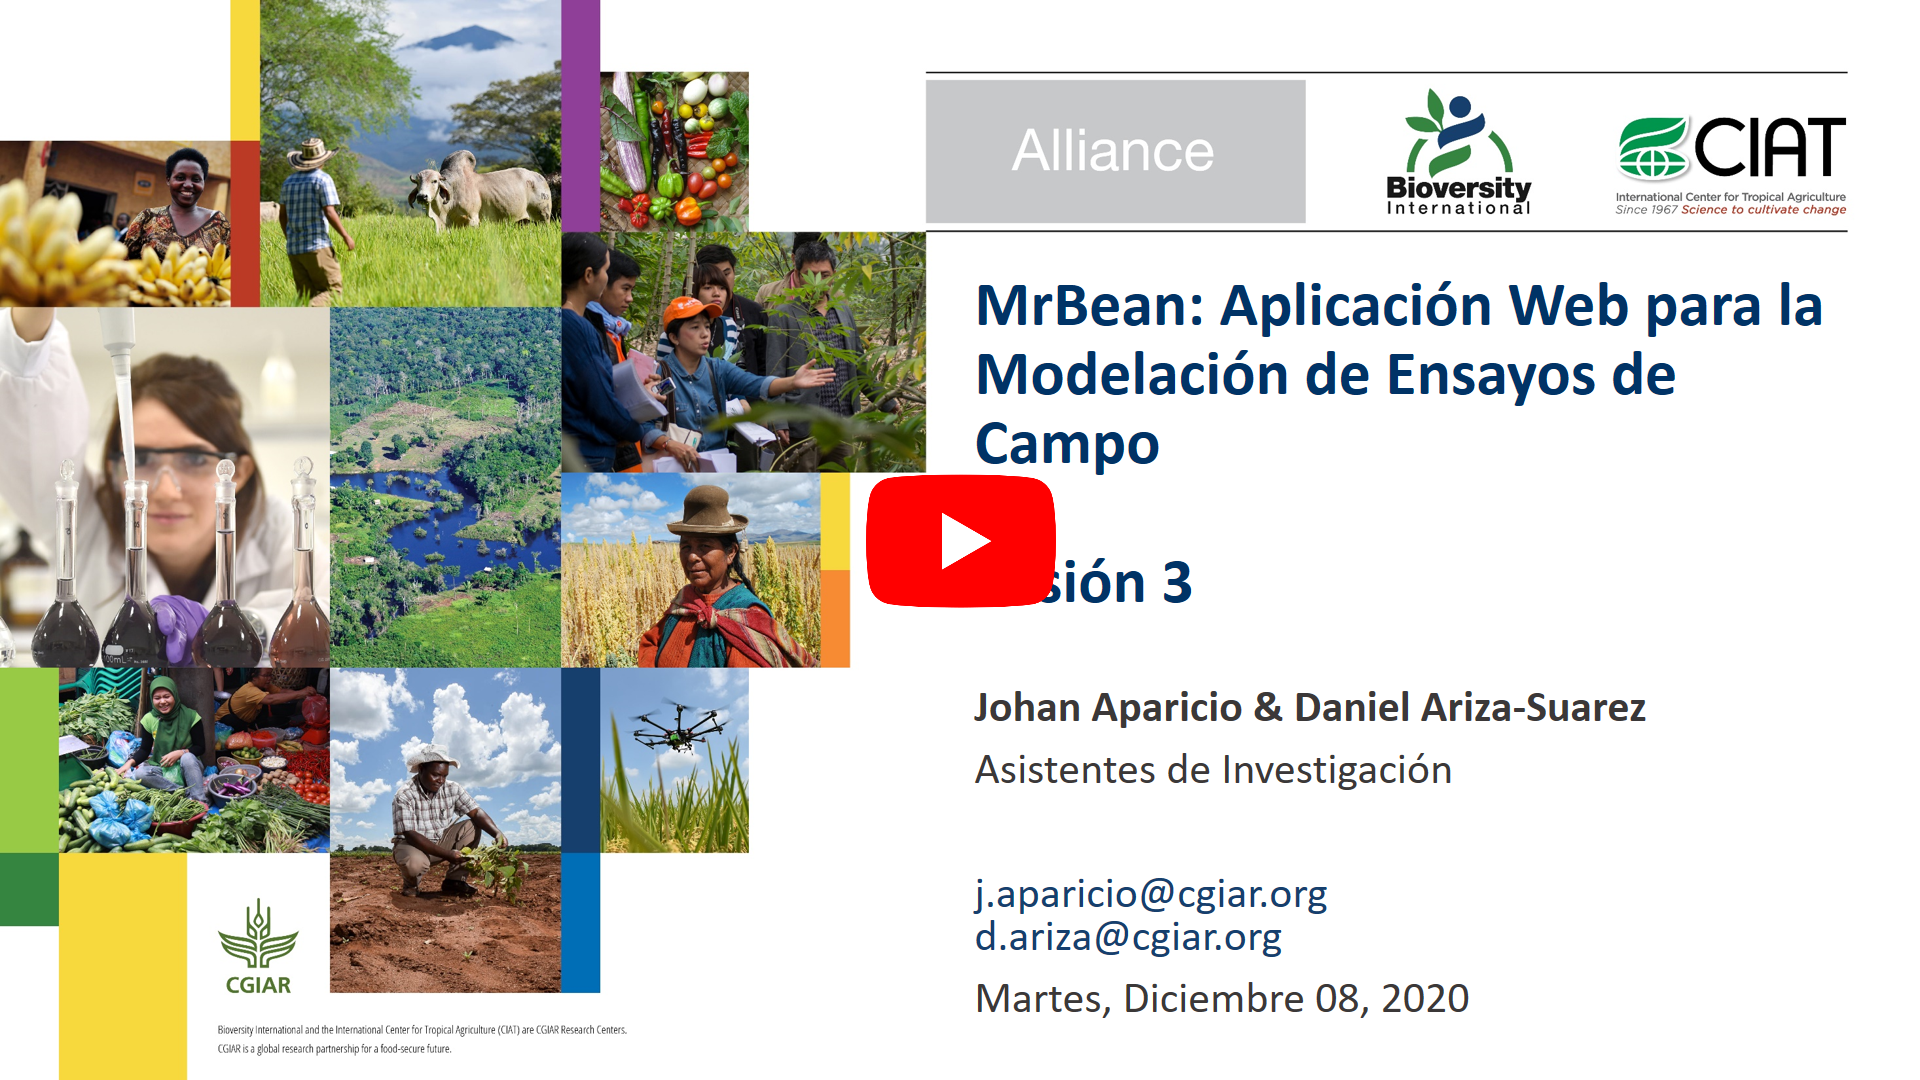 Alliance
Bioversity
International
CIAT
International Center for Tropical Agriculture
Since 1967 Science to cultivate change
MrBean: Aplicación Web para la
Modelación de Ensayos de
Campo
sión 3
Johan Aparicio & Daniel Ariza-Suarez
Asistentes de Investigación
j.aparicio@cgiar.org
d.ariza@cgiar.org
Martes, Diciembre 08, 2020
CGIAR
Bioversity International and the International Center for Tropical Agriculture (CIAT) are CGIAR Research Centers.
CGIAR is a global research partnership for a food-secure future.